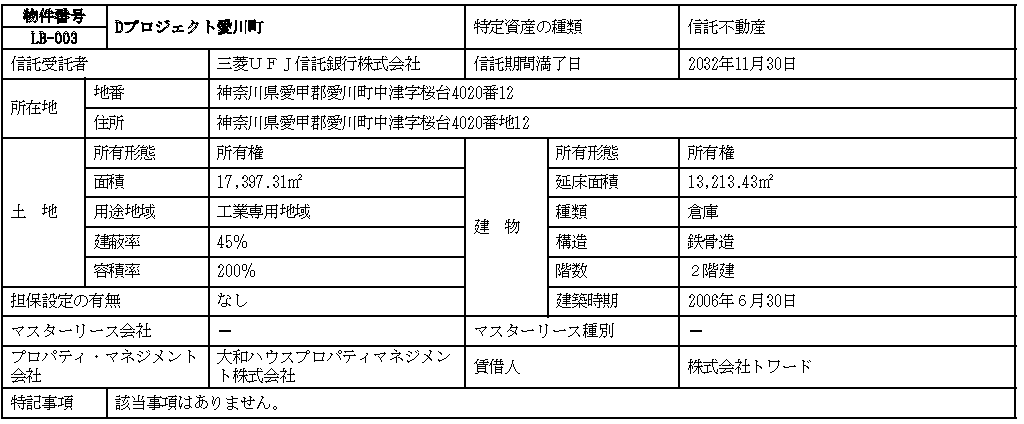 物件番号
LB-003
Dプロジェクト愛川町
特定資産の種類
信託不動産
信託受託者
三菱ＵＦＪ信託銀行株式会社
信託期間満了日
2032年11月30日
所在地
地番
神奈川県愛甲郡愛川町中津字桜台4020番12
住所
神奈川県愛甲郡愛川町中津字桜台4020番地12
土　地
所有形態
所有権
建　物
所有形態
所有権
面積
17,397.31㎡
延床面積
13,213.43㎡
用途地域
工業専用地域
種類
倉庫
建蔽率
45%
構造
鉄骨造
容積率
200%
階数
２階建
担保設定の有無
なし
建築時期
2006年６月30日
マスターリース会社
－
マスターリース種別
－
プロパティ・マネジメント
会社
大和ハウスプロパティマネジメン
ト株式会社
賃借人
株式会社トワード
特記事項
該当事項はありません。